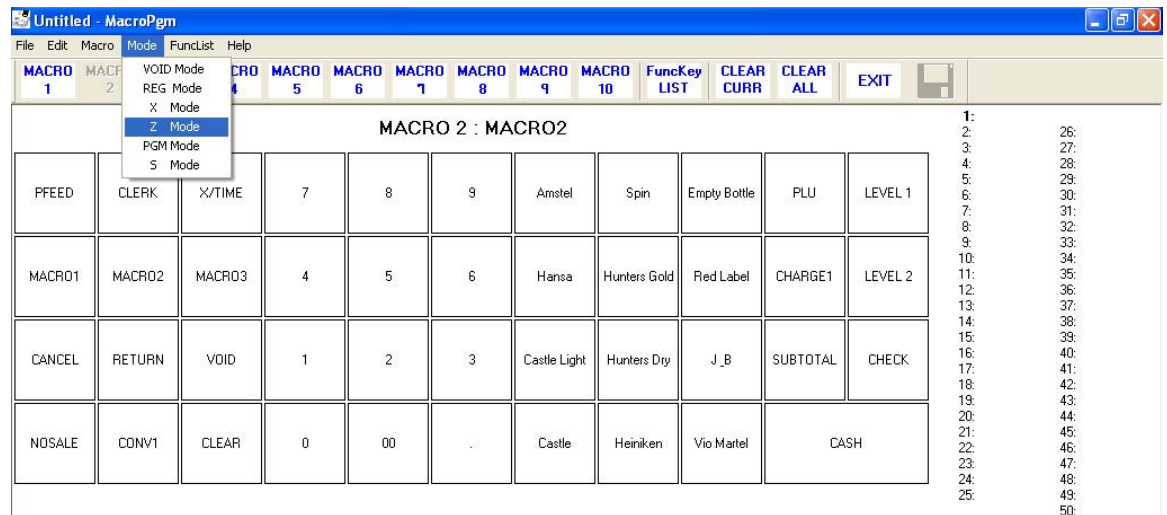 Untitled - MacroPgm
File Edit Macro Mode FuncList Help
VOID Mode
REG Mode
X Mode
Z Mode
PGM Mode
S Mode
MACRO 1
2
4
MACRO 5
MACRO 6
MACRO 7
MACRO 8
MACRO 9
MACRO 10
FuncKey LIST
CLEAR CURR
CLEAR ALL
EXIT
MACRO 2 : MACRO2
PFEED CLERK X/TIME 7 8 9 Amstel Spin Empty Bottle PLU LEVEL 1
MACRO1 MACRO2 MACRO3 4 5 6 Hansa Hunters Gold Red Label CHARGE1 LEVEL 2
CANCEL RETURN VOID 1 2 3 Castle Light Hunters Dry J_B SUBTOTAL CHECK
NOSALE CONV1 CLEAR 0 00 . Castle Heiniken Vio Martel CASH
1:
2:
3:
4:
5:
6:
7:
8:
9:
10:
11:
12:
13:
14:
15:
16:
17:
18:
19:
20:
21:
22:
23:
24:
25:
26:
27:
28:
29:
30:
31:
32:
33:
34:
35:
36:
37:
38:
39:
40:
41:
42:
43:
44:
45:
46:
47:
48:
49:
50: